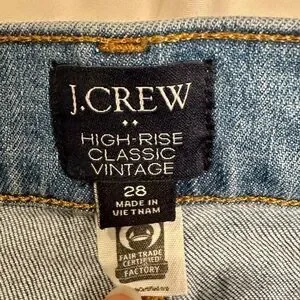 J.CREW
HIGH-RISE
CLASSIC
VINTAGE
28
MADE IN
VIETNAM
FAIR TRADE
CERTIFIED
FACTORY